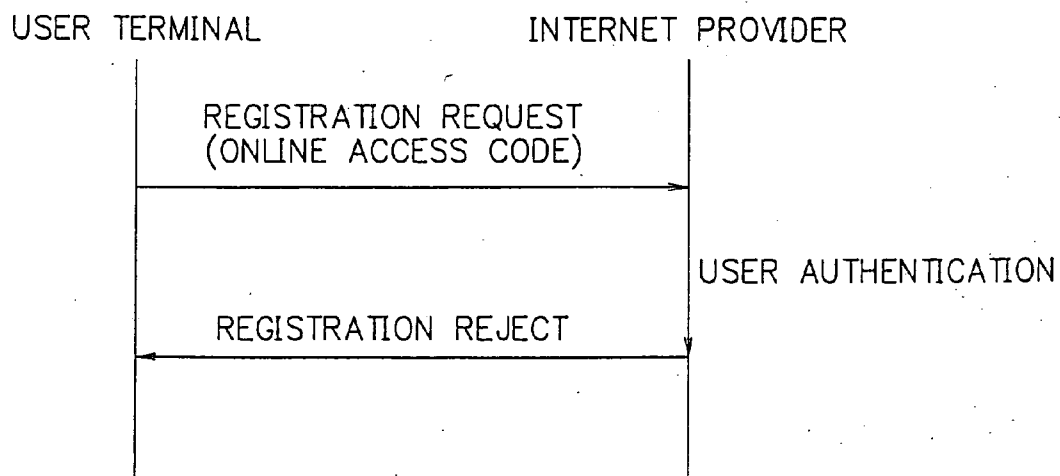 USER TERMINAL
INTERNET PROVIDER
REGISTRATION REQUEST
(ONLINE ACCESS CODE)
USER AUTHENTICATION
REGISTRATION REJECT